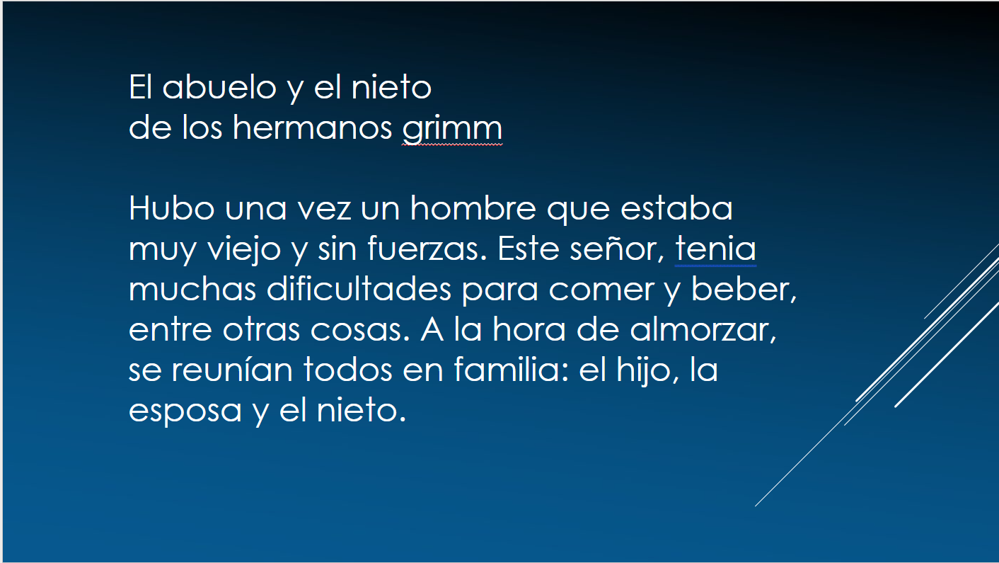 El abuelo y el nieto
de los hermanos grimm
Hubo una vez un hombre que estaba
muy viejo y sin fuerzas. Este señor, tenia
muchas dificultades para comer y beber,
entre otras cosas. A la hora de almorzar,
se reunían todos en familia: el hijo, la
esposa y el nieto.